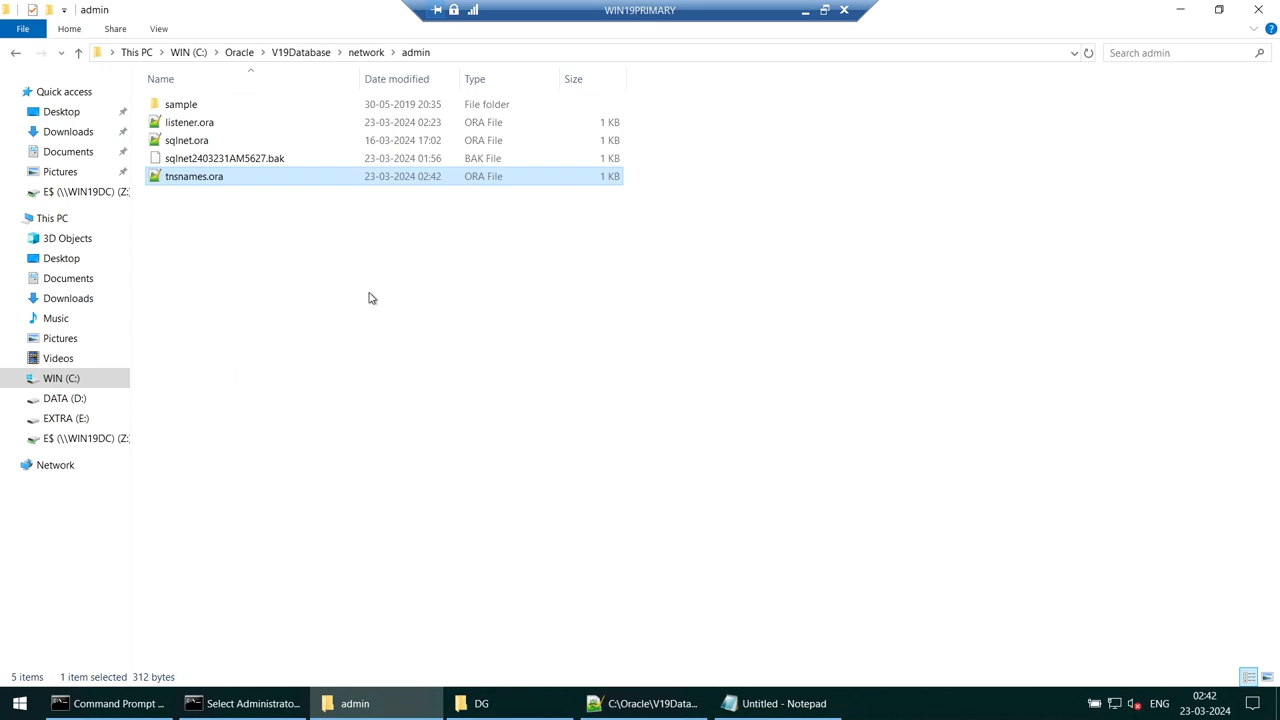 admin
WIN19PRIMARY
File Home Share View
This PC WIN (C:) Oracle V19Database network admin
Search admin
Name Date modified Type Size
sample 30-05-2019 20:35 File folder
listener.ora 23-03-2024 02:23 ORA File 1 KB
sqlnet.ora 16-03-2024 17:02 ORA File 1 KB
sqlnet2403231AM5627.bak 23-03-2024 01:56 BAK File 1 KB
tnsnames.ora 23-03-2024 02:42 ORA File 1 KB
Quick access
Desktop
Downloads
Documents
Pictures
E$ (\\WIN19DC) (Z:)
This PC
3D Objects
Desktop
Documents
Downloads
Music
Pictures
Videos
WIN (C:)
DATA (D:)
EXTRA (E:)
E$ (\\WIN19DC) (Z:)
Network
5 items 1 item selected 312 bytes
Command Prompt ...
Select Administrato...
admin
DG
C:\Oracle\V19Data...
Untitled - Notepad
ENG
02:42
23-03-2024